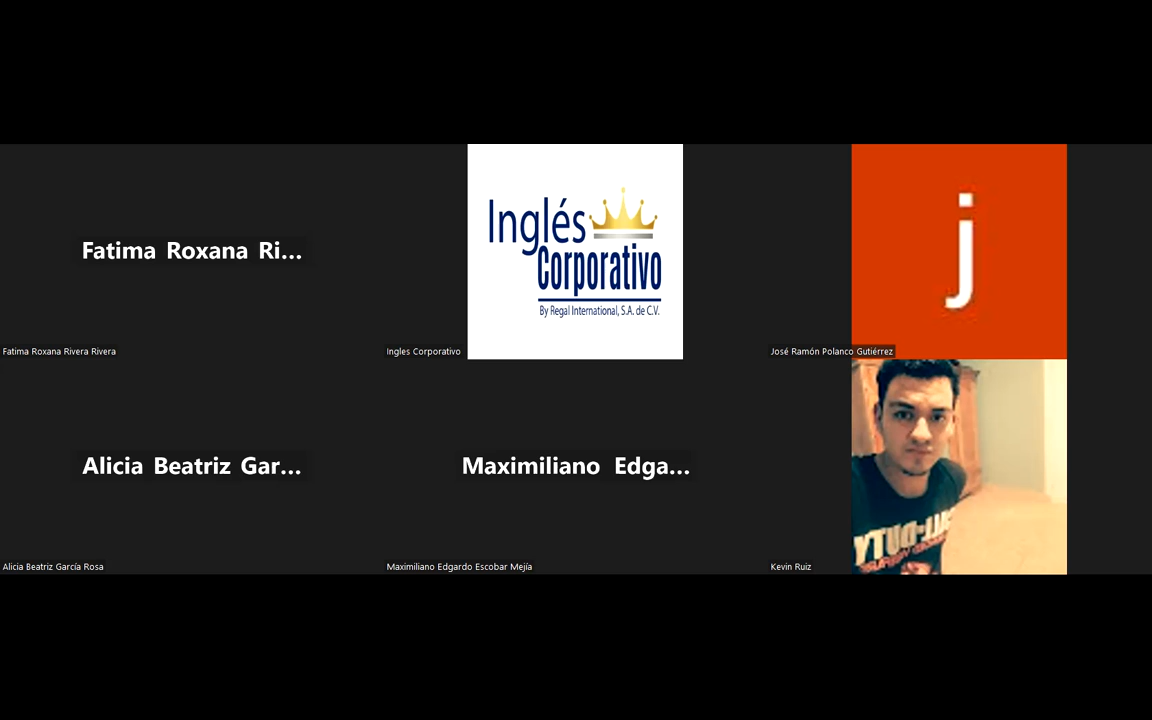 Fatima Roxana Ri...
Fatima Roxana Rivera Rivera
Inglés
Corporativo
By Regal International, S.A. de C.V.
Ingles Corporativo
j
José Ramón Polanco Gutiérrez
Alicia Beatriz Gar...
Alicia Beatriz García Rosa
Maximiliano Edga...
Maximiliano Edgardo Escobar Mejía
Kevin Ruiz